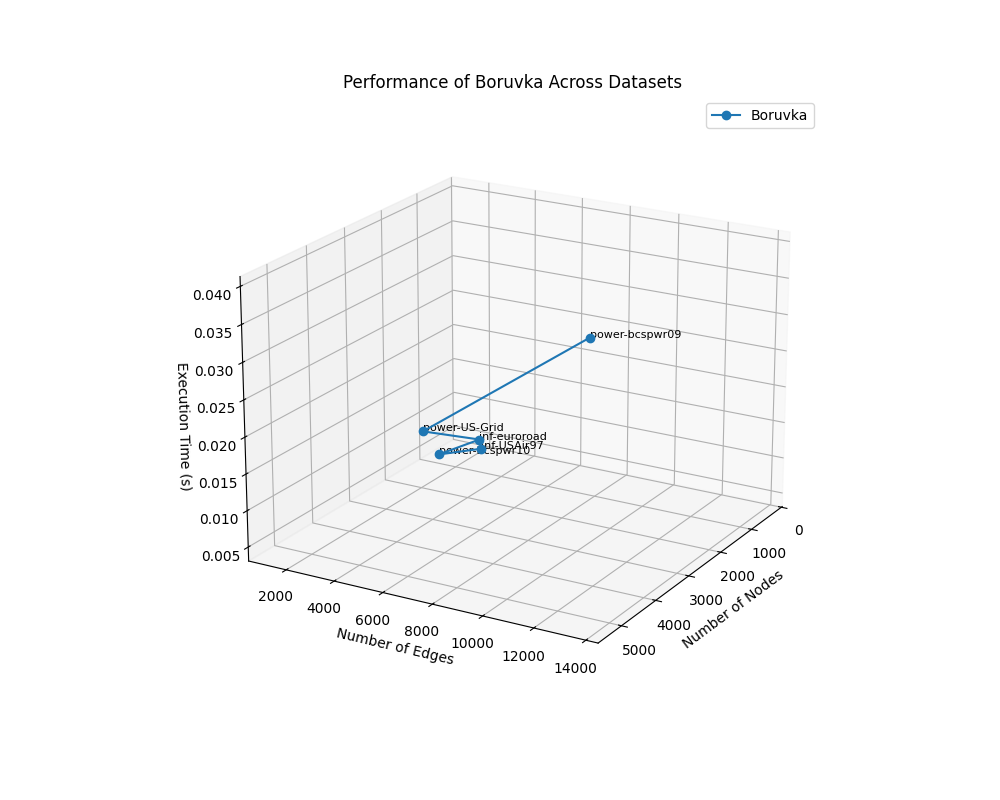 Performance of Boruvka Across Datasets
Boruvka
power-bcspwr09
power-US-Grid
inf-euroroad
inf-USAir97
power-bcspwr10
0.040
0.035
0.030
0.025
0.020
0.015
0.010
0.005
Execution Time (s)
2000
4000
6000
8000
10000
12000
14000
Number of Edges
0
1000
2000
3000
4000
5000
Number of Nodes